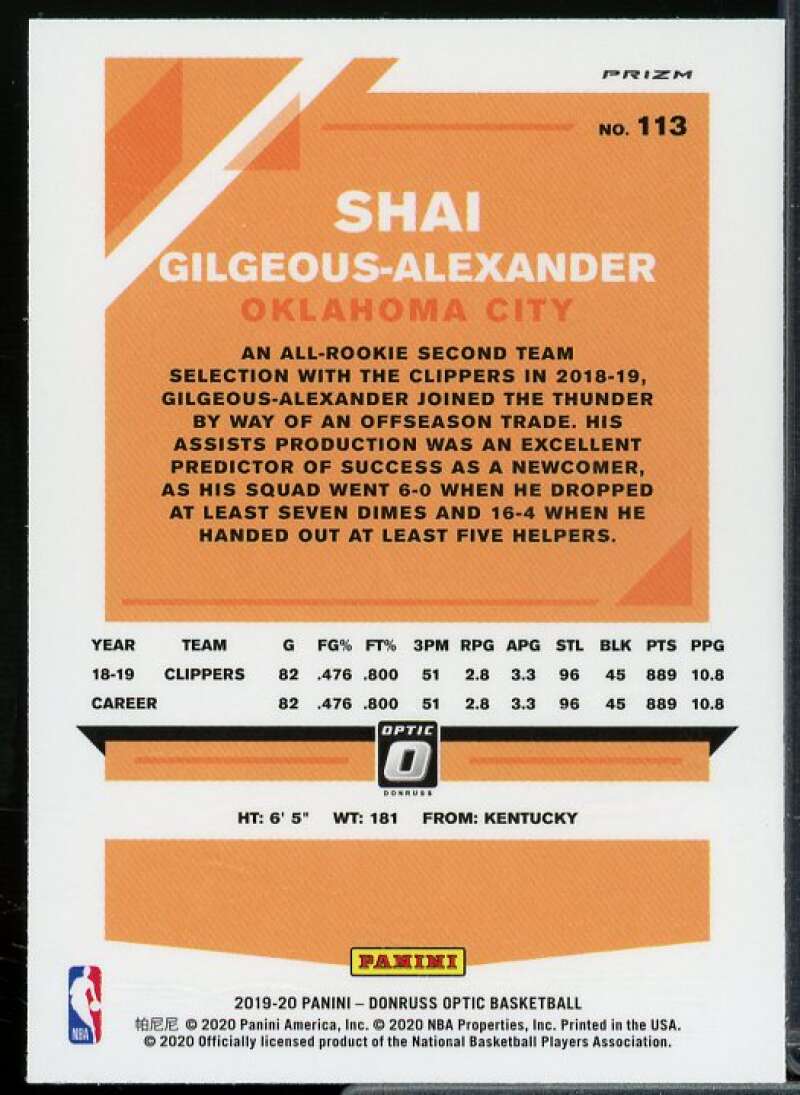 PRIZM
NO. 113
SHAI
GILGEOUS-ALEXANDER
OKLAHOMA CITY
AN ALL-ROOKIE SECOND TEAM
SELECTION WITH THE CLIPPERS IN 2018-19,
GILGEOUS-ALEXANDER JOINED THE THUNDER
BY WAY OF AN OFFSEASON TRADE. HIS
ASSISTS PRODUCTION WAS AN EXCELLENT
PREDICTOR OF SUCCESS AS A NEWCOMER,
AS HIS SQUAD WENT 6-0 WHEN HE DROPPED
AT LEAST SEVEN DIMES AND 16-4 WHEN HE
HANDED OUT AT LEAST FIVE HELPERS.
YEAR TEAM G FG% FT% 3PM RPG APG STL BLK PTS PPG
18-19 CLIPPERS 82 .476 .800 51 2.8 3.3 96 45 889 10.8
CAREER 82 .476 .800 51 2.8 3.3 96 45 889 10.8
OPTIC
O
DONRUSS
HT: 6' 5" WT: 181 FROM: KENTUCKY
PANINI
NBA
2019-20 PANINI – DONRUSS OPTIC BASKETBALL
帕尼尼 © 2020 Panini America, Inc. © 2020 NBA Properties, Inc. Printed in the USA.
© 2020 Officially licensed product of the National Basketball Players Association.